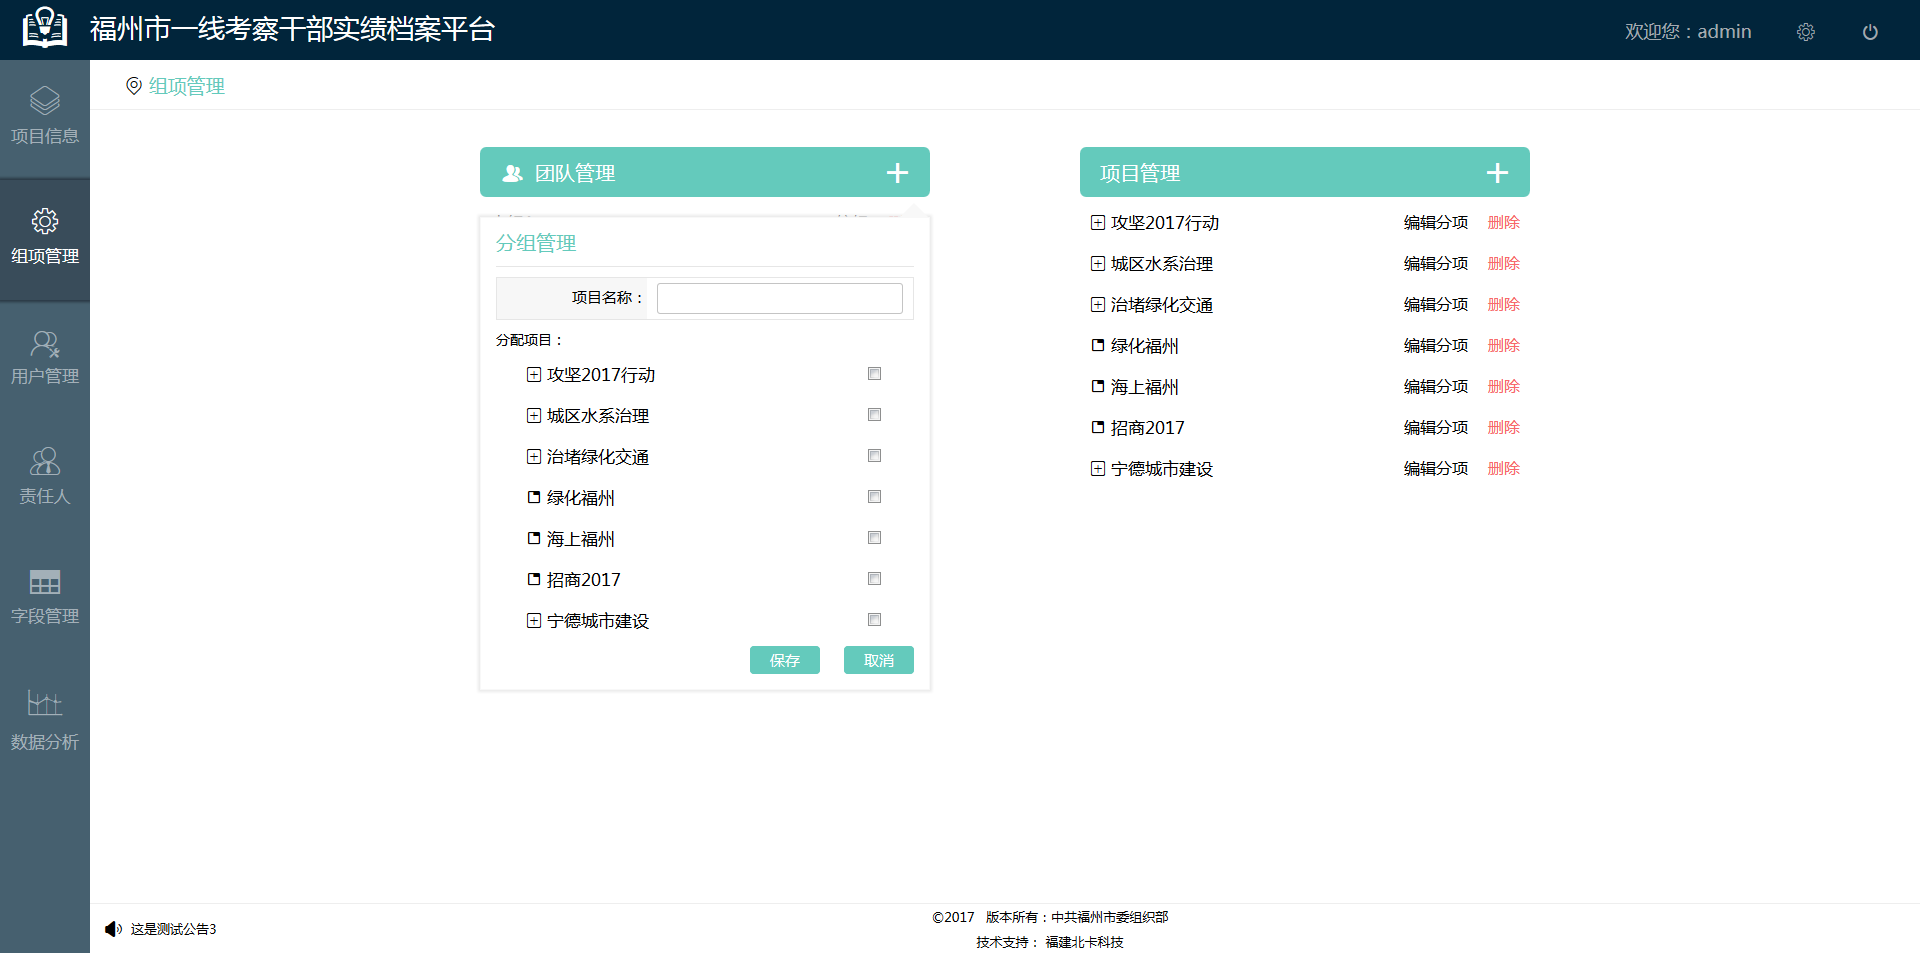 福州市一线考察干部实绩档案平台
欢迎您：admin
项目信息
组项管理
用户管理
责任人
字段管理
数据分析
组项管理
团队管理
分组管理
项目名称：
分配项目：
攻坚2017行动
城区水系治理
治堵绿化交通
绿化福州
海上福州
招商2017
宁德城市建设
保存 取消
项目管理
攻坚2017行动 编辑分项 删除
城区水系治理 编辑分项 删除
治堵绿化交通 编辑分项 删除
绿化福州 编辑分项 删除
海上福州 编辑分项 删除
招商2017 编辑分项 删除
宁德城市建设 编辑分项 删除
这是测试公告3
©2017 版本所有：中共福州市委组织部
技术支持： 福建北卡科技